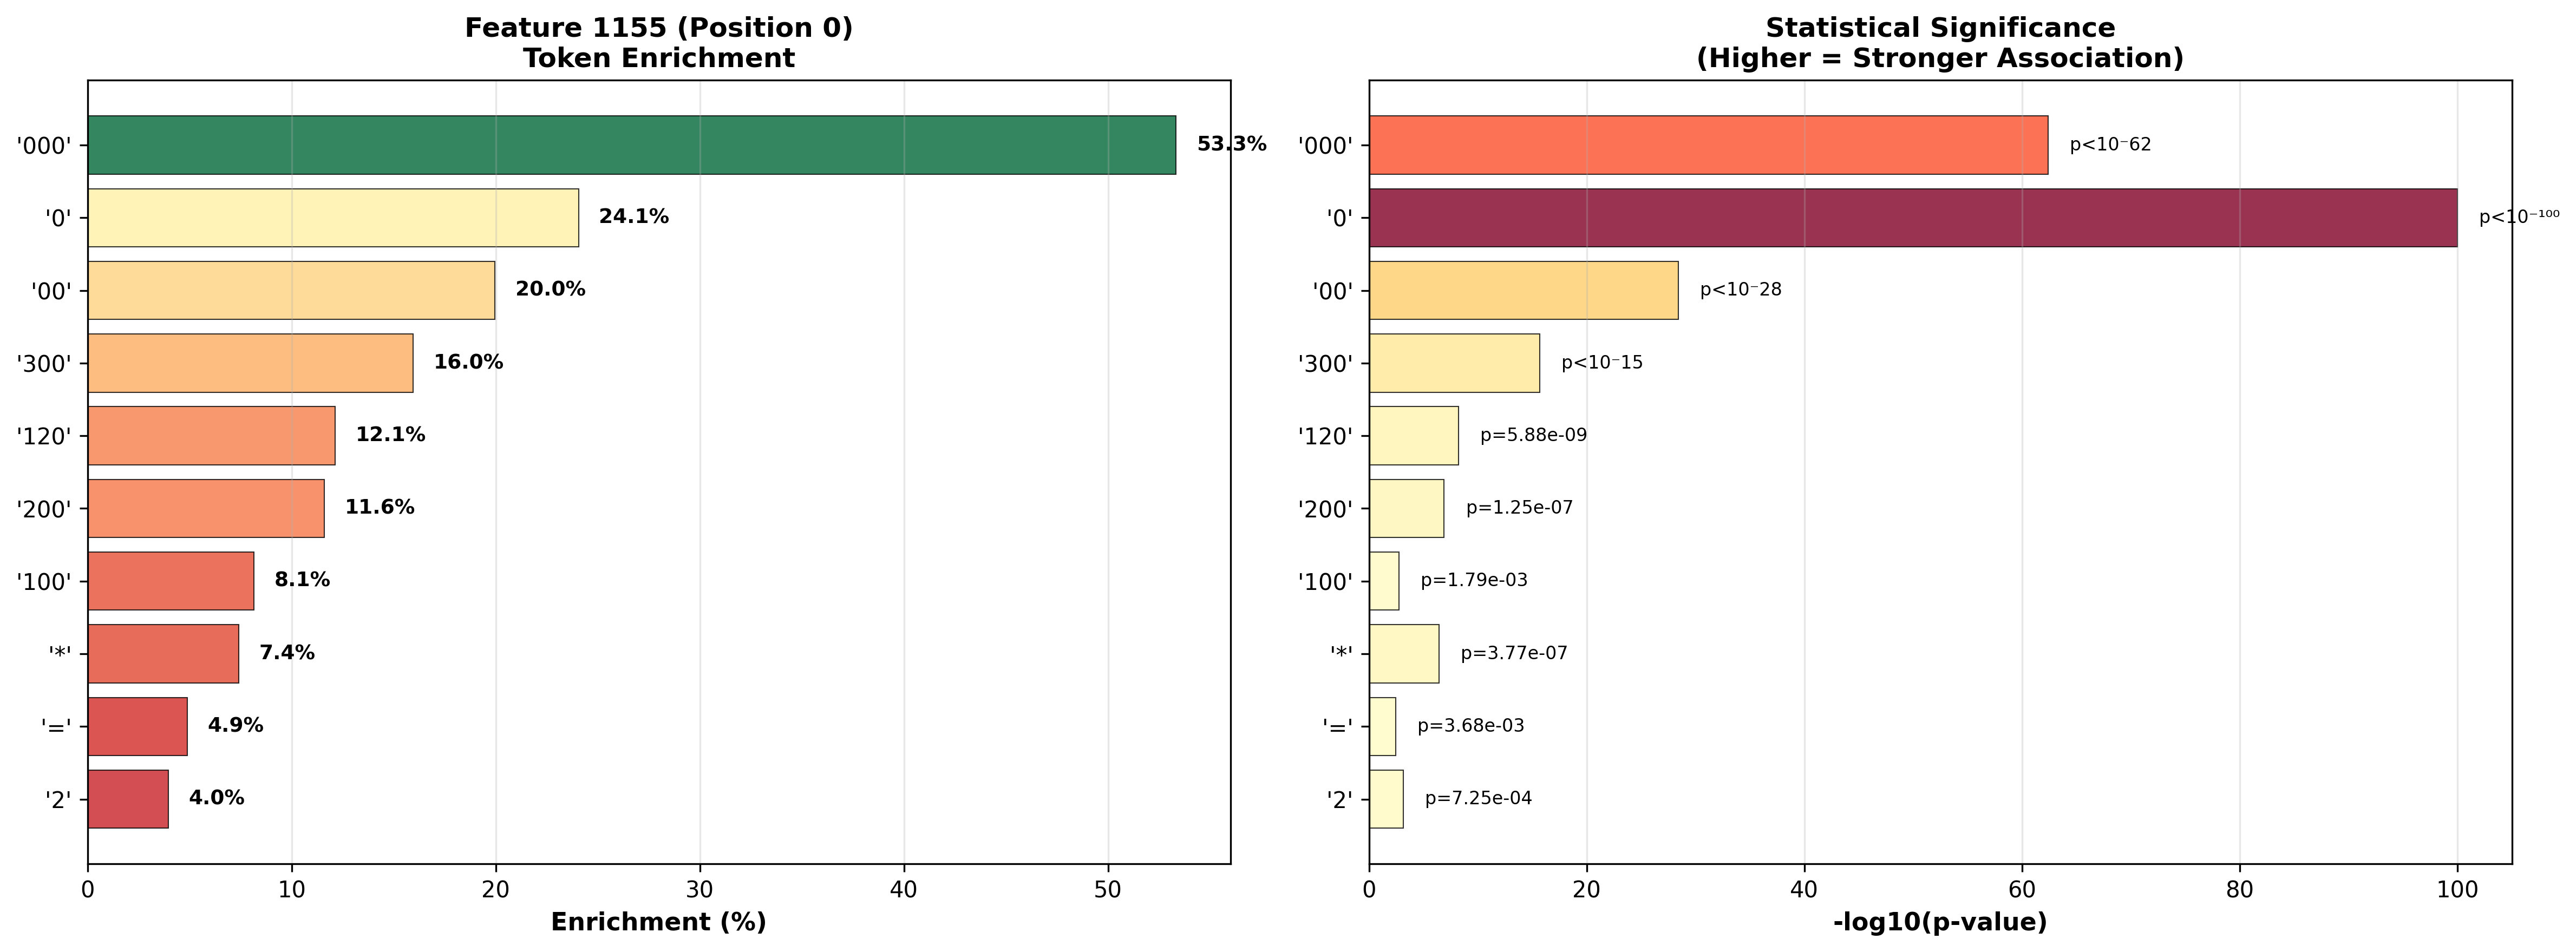 Feature 1155 (Position 0)
Token Enrichment
'000'
53.3%
'0'
24.1%
'00'
20.0%
'300'
16.0%
'120'
12.1%
'200'
11.6%
'100'
8.1%
'*'
7.4%
'='
4.9%
'2'
4.0%
0 10 20 30 40 50
Enrichment (%)
Statistical Significance
(Higher = Stronger Association)
'000'
p<10⁻62
'0'
p<10⁻¹⁰⁰
'00'
p<10⁻28
'300'
p<10⁻15
'120'
p=5.88e-09
'200'
p=1.25e-07
'100'
p=1.79e-03
'*'
p=3.77e-07
'='
p=3.68e-03
'2'
p=7.25e-04
0 20 40 60 80 100
-log10(p-value)